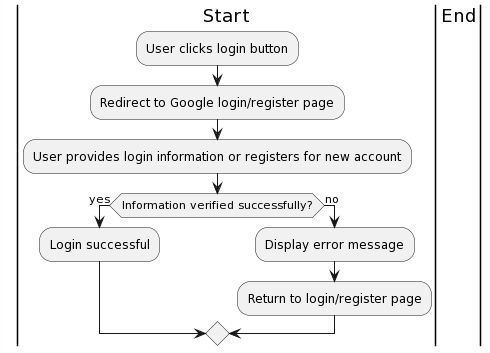 Start
End
User clicks login button
Redirect to Google login/register page
User provides login information or registers for new account
Information verified successfully?
yes
no
Login successful
Display error message
Return to login/register page